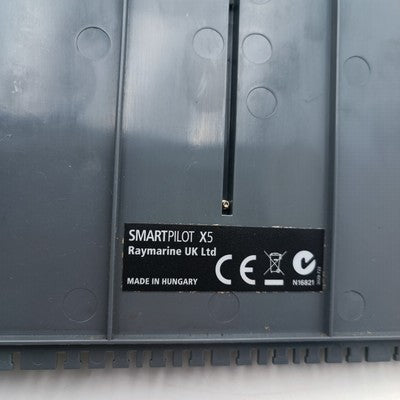 SMARTPILOT X5
Raymarine UK Ltd
CE
MADE IN HUNGARY
N16821